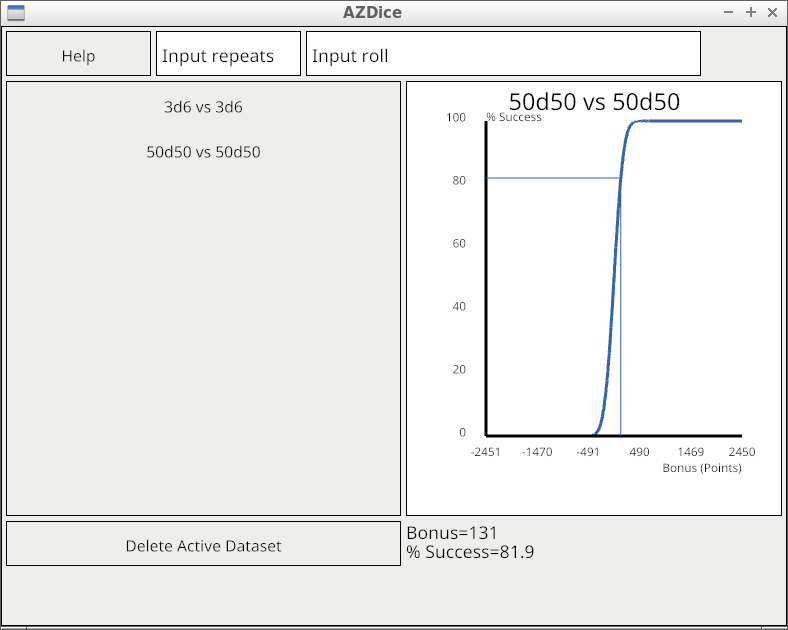 AZDice
Help
Input repeats
Input roll
3d6 vs 3d6
50d50 vs 50d50
50d50 vs 50d50
% Success
100
80
60
40
20
0
-2451 -1470 -491 490 1469 2450
Bonus (Points)
Delete Active Dataset
Bonus=131
% Success=81.9